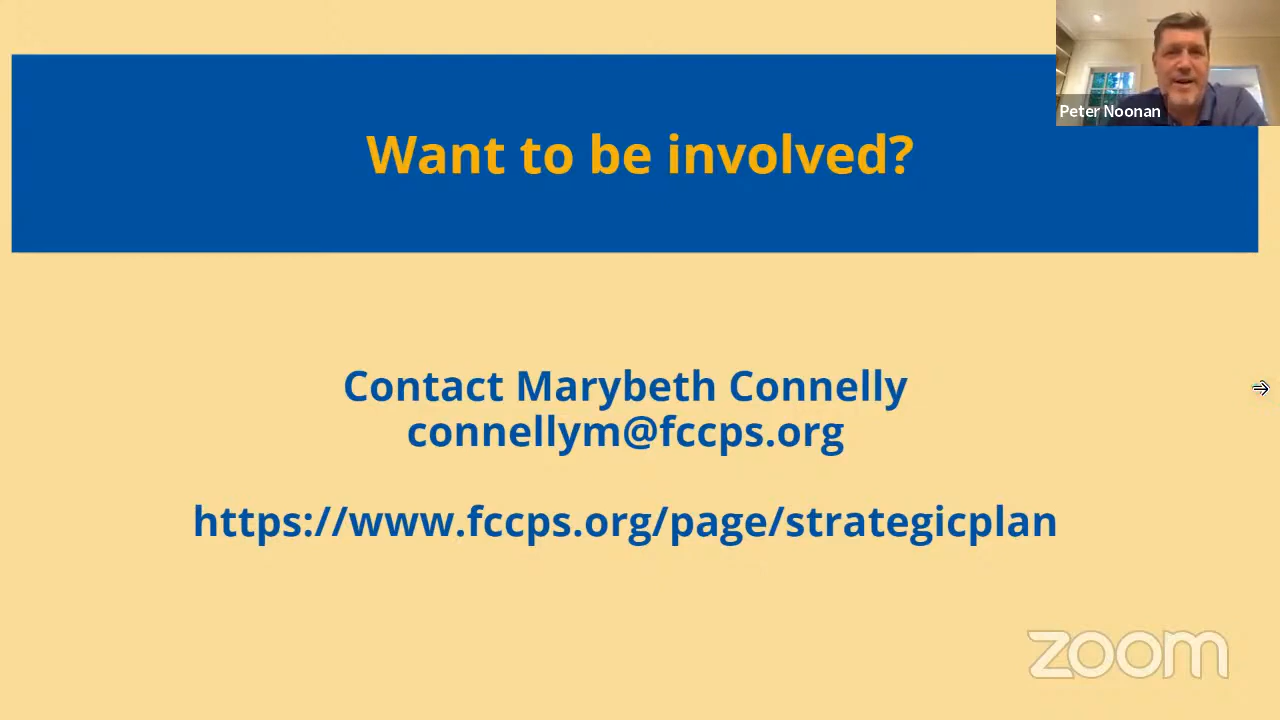 Peter Noonan
Want to be involved?
Contact Marybeth Connelly
connellym@fccps.org
https://www.fccps.org/page/strategicplan
zoom